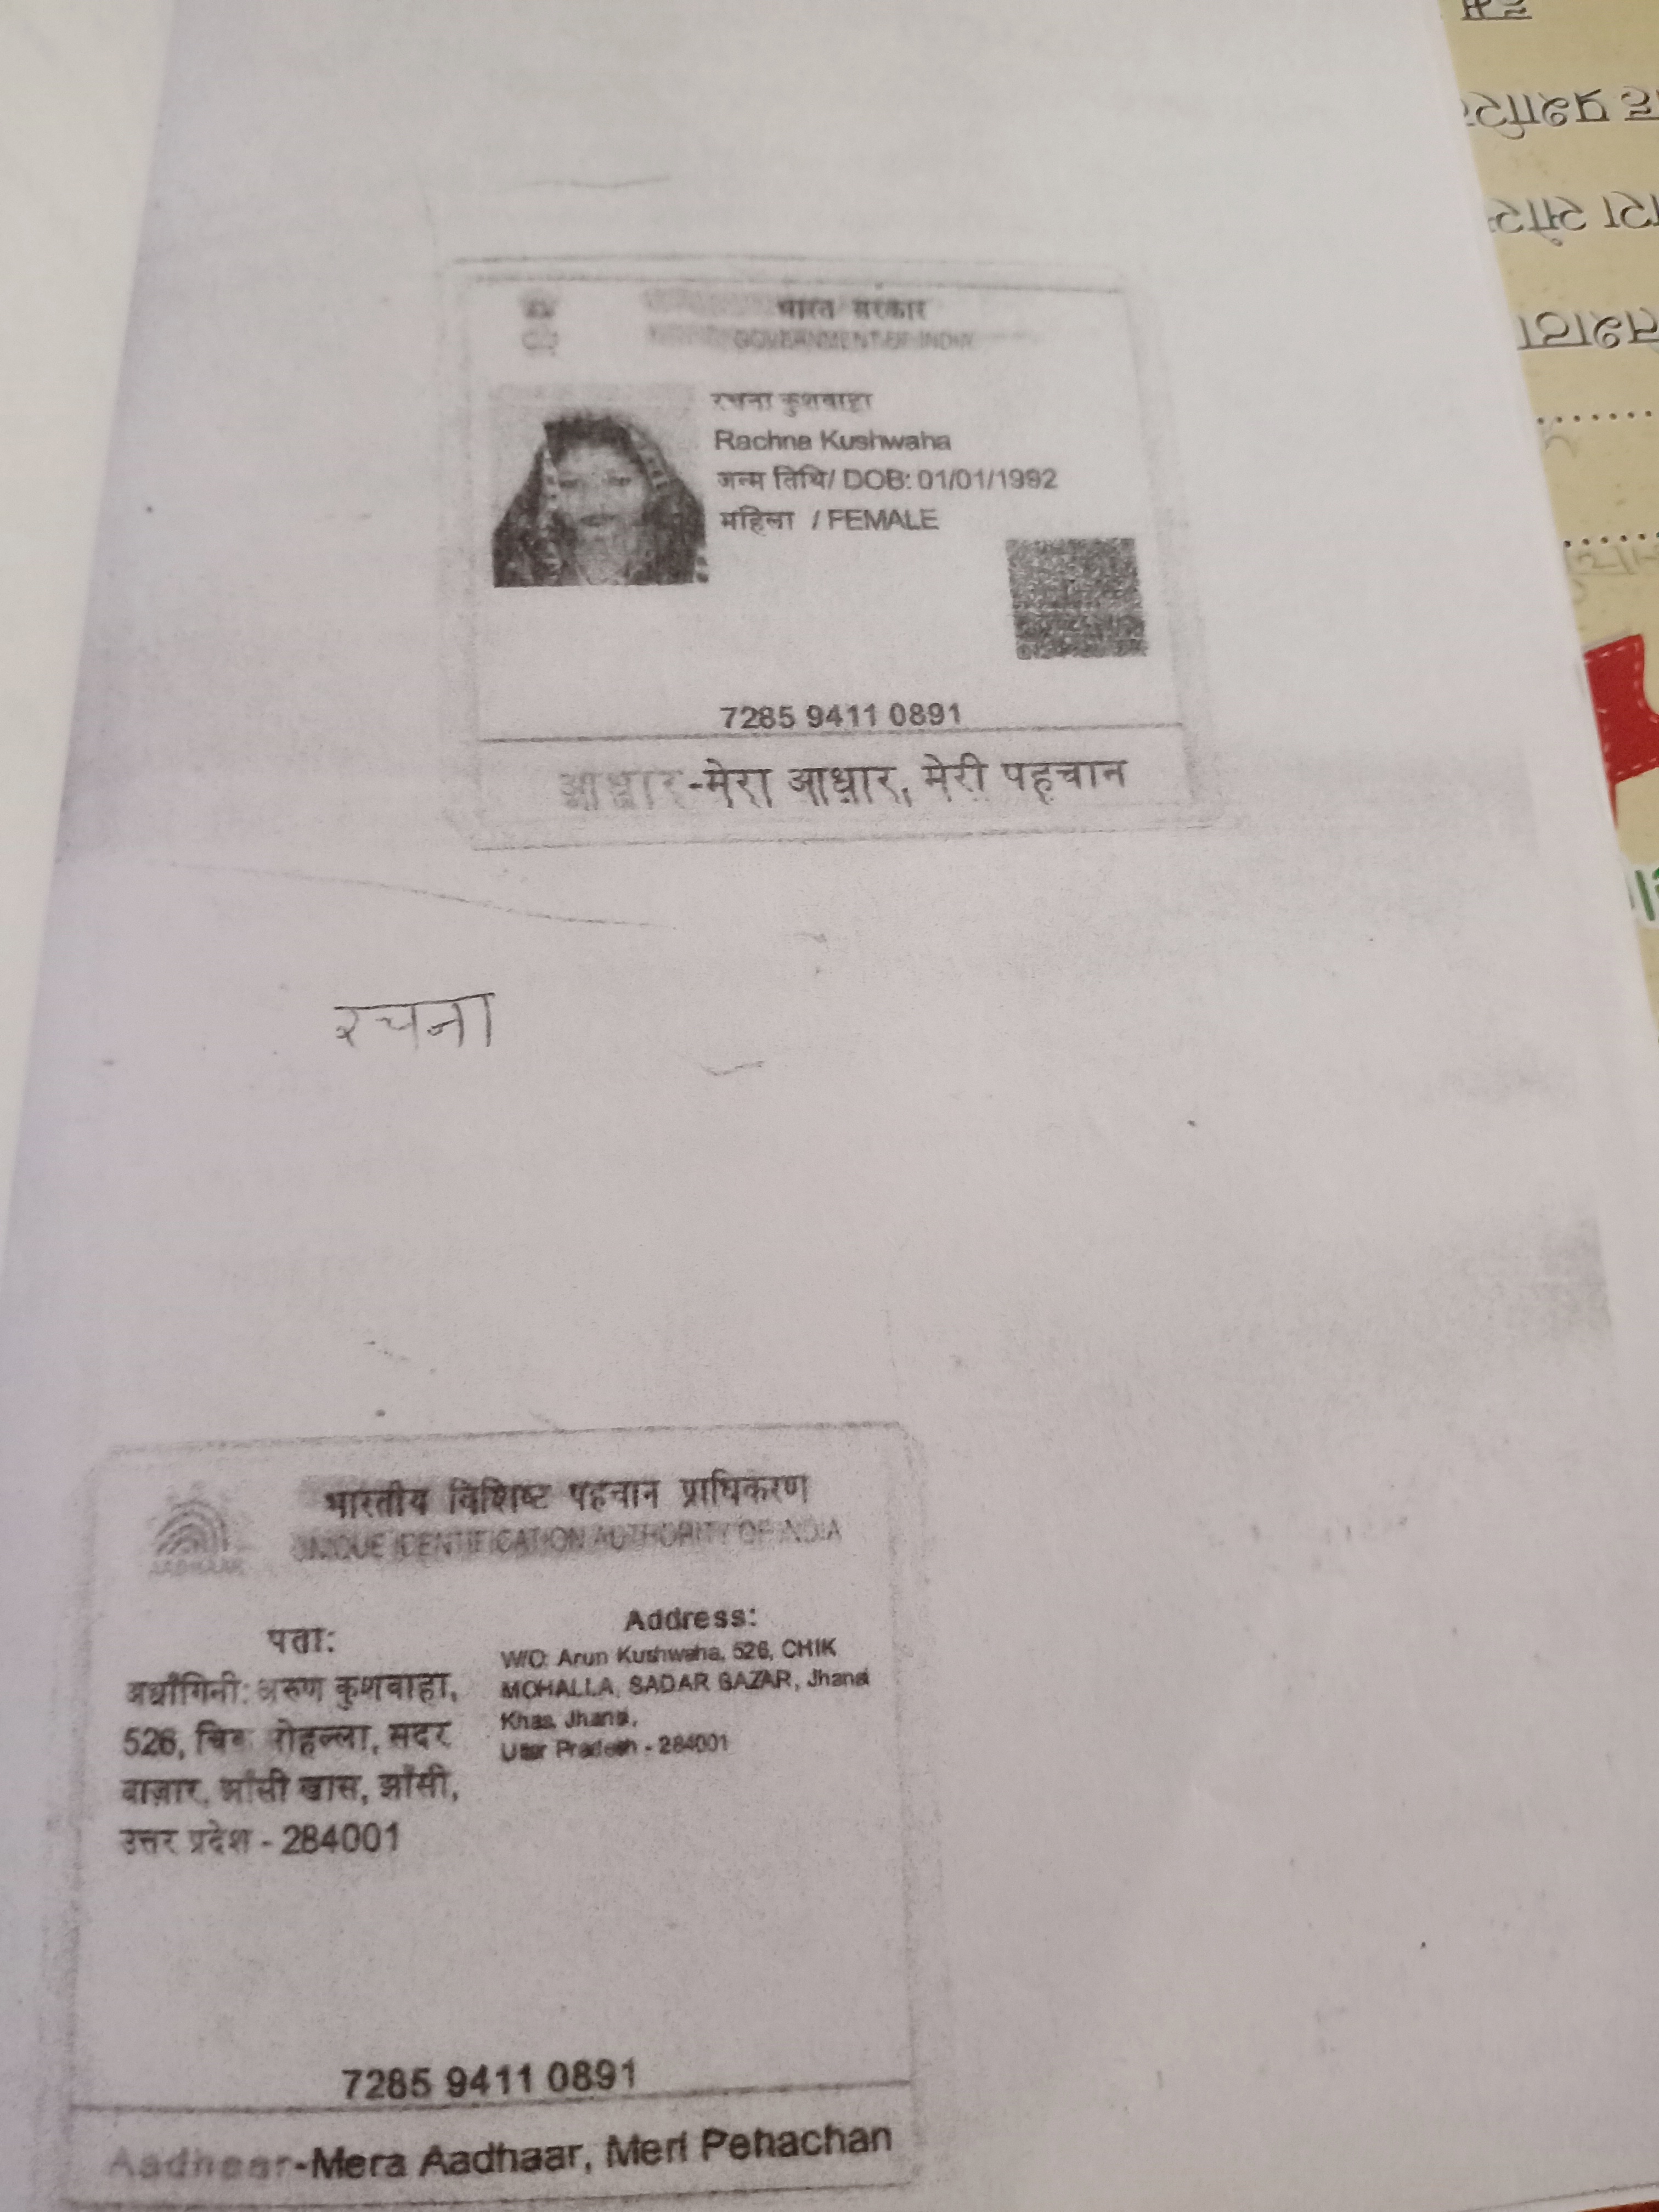 भारत सरकार
GOVERNMENT OF INDIA
रचना कुशवाहा
Rachna Kushwaha
जन्म तिथि/ DOB: 01/01/1992
महिला / FEMALE
7285 9411 0891
आधार-मेरा आधार, मेरी पहचान
रचना
भारतीय विशिष्ट पहचान प्राधिकरण
UNIQUE IDENTIFICATION AUTHORITY OF INDIA
AADHAAR
पता:
अर्धांगिनी: अरुण कुशवाहा,
526, मोहल्ला, सदर
बाज़ार, झाँसी खास, झाँसी,
उत्तर प्रदेश - 284001
Address:
W/O: Arun Kushwaha, 526, CHIK
MOHALLA, SADAR BAZAR, Jhansi
Khas, Jhansi,
Uttar Pradesh - 284001
7285 9411 0891
Aadhaar-Mera Aadhaar, Meri Pehachan